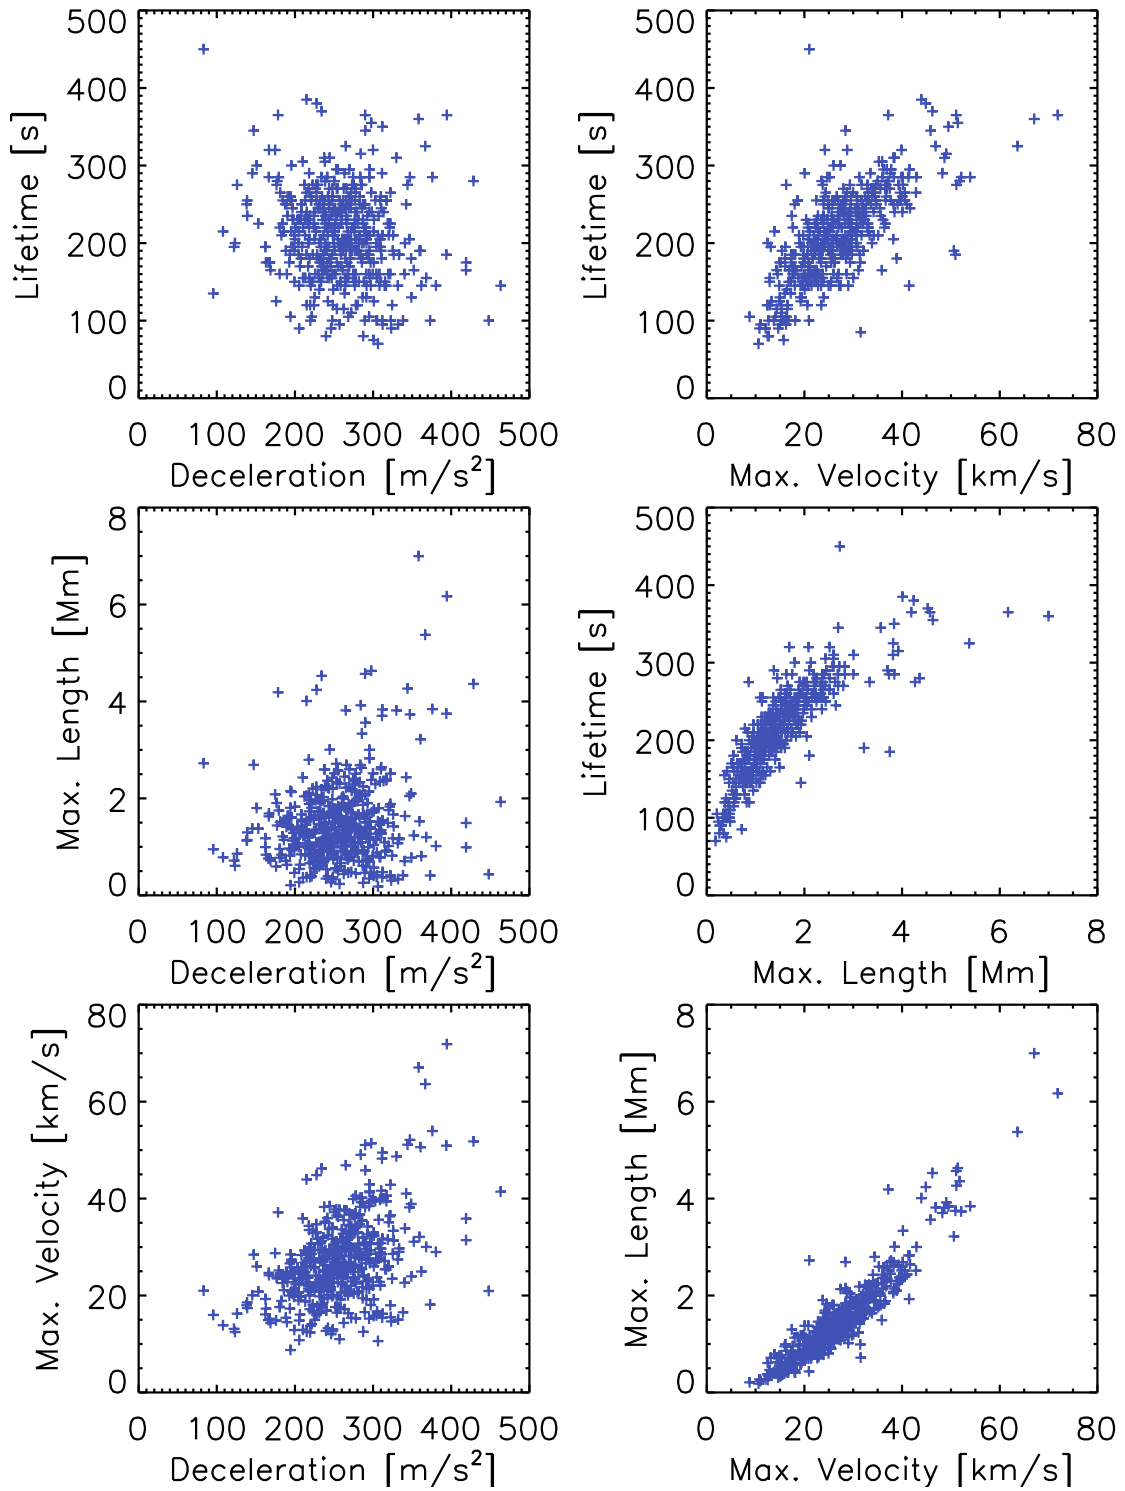 500
400
300
200
100
0
Lifetime [s]
0 100 200 300 400 500
Deceleration [m/s²]
500
400
300
200
100
0
Lifetime [s]
0 20 40 60 80
Max. Velocity [km/s]
8
6
4
2
0
Max. Length [Mm]
0 100 200 300 400 500
Deceleration [m/s²]
500
400
300
200
100
0
Lifetime [s]
0 2 4 6 8
Max. Length [Mm]
80
60
40
20
0
Max. Velocity [km/s]
0 100 200 300 400 500
Deceleration [m/s²]
8
6
4
2
0
Max. Length [Mm]
0 20 40 60 80
Max. Velocity [km/s]